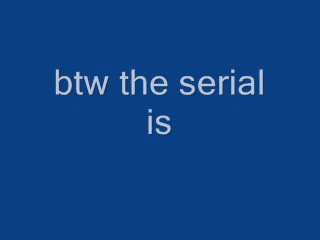 btw the serial
is